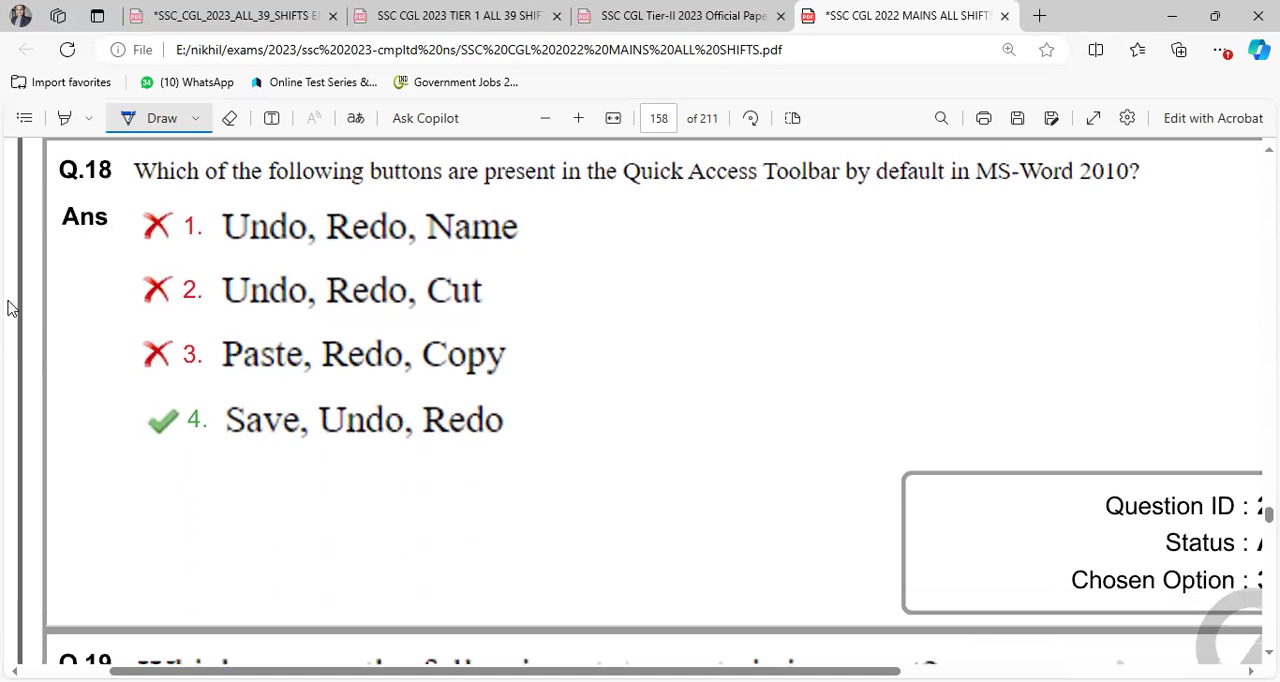 *SSC_CGL_2023_ALL_39_SHIFTS E
SSC CGL 2023 TIER 1 ALL 39 SHIF
SSC CGL Tier-II 2023 Official Pape
*SSC CGL 2022 MAINS ALL SHIFTS
File
E:/nikhil/exams/2023/ssc%202023-cmpltd%20ns/SSC%20CGL%202022%20MAINS%20ALL%20SHIFTS.pdf
Import favorites
34
(10) WhatsApp
Online Test Series &...
Government Jobs 2...
Draw
Ask Copilot
158 of 211
Edit with Acrobat
Q.18 Which of the following buttons are present in the Quick Access Toolbar by default in MS-Word 2010?
Ans
1. Undo, Redo, Name
2. Undo, Redo, Cut
3. Paste, Redo, Copy
4. Save, Undo, Redo
Question ID :
Status :
Chosen Option :
Q.19